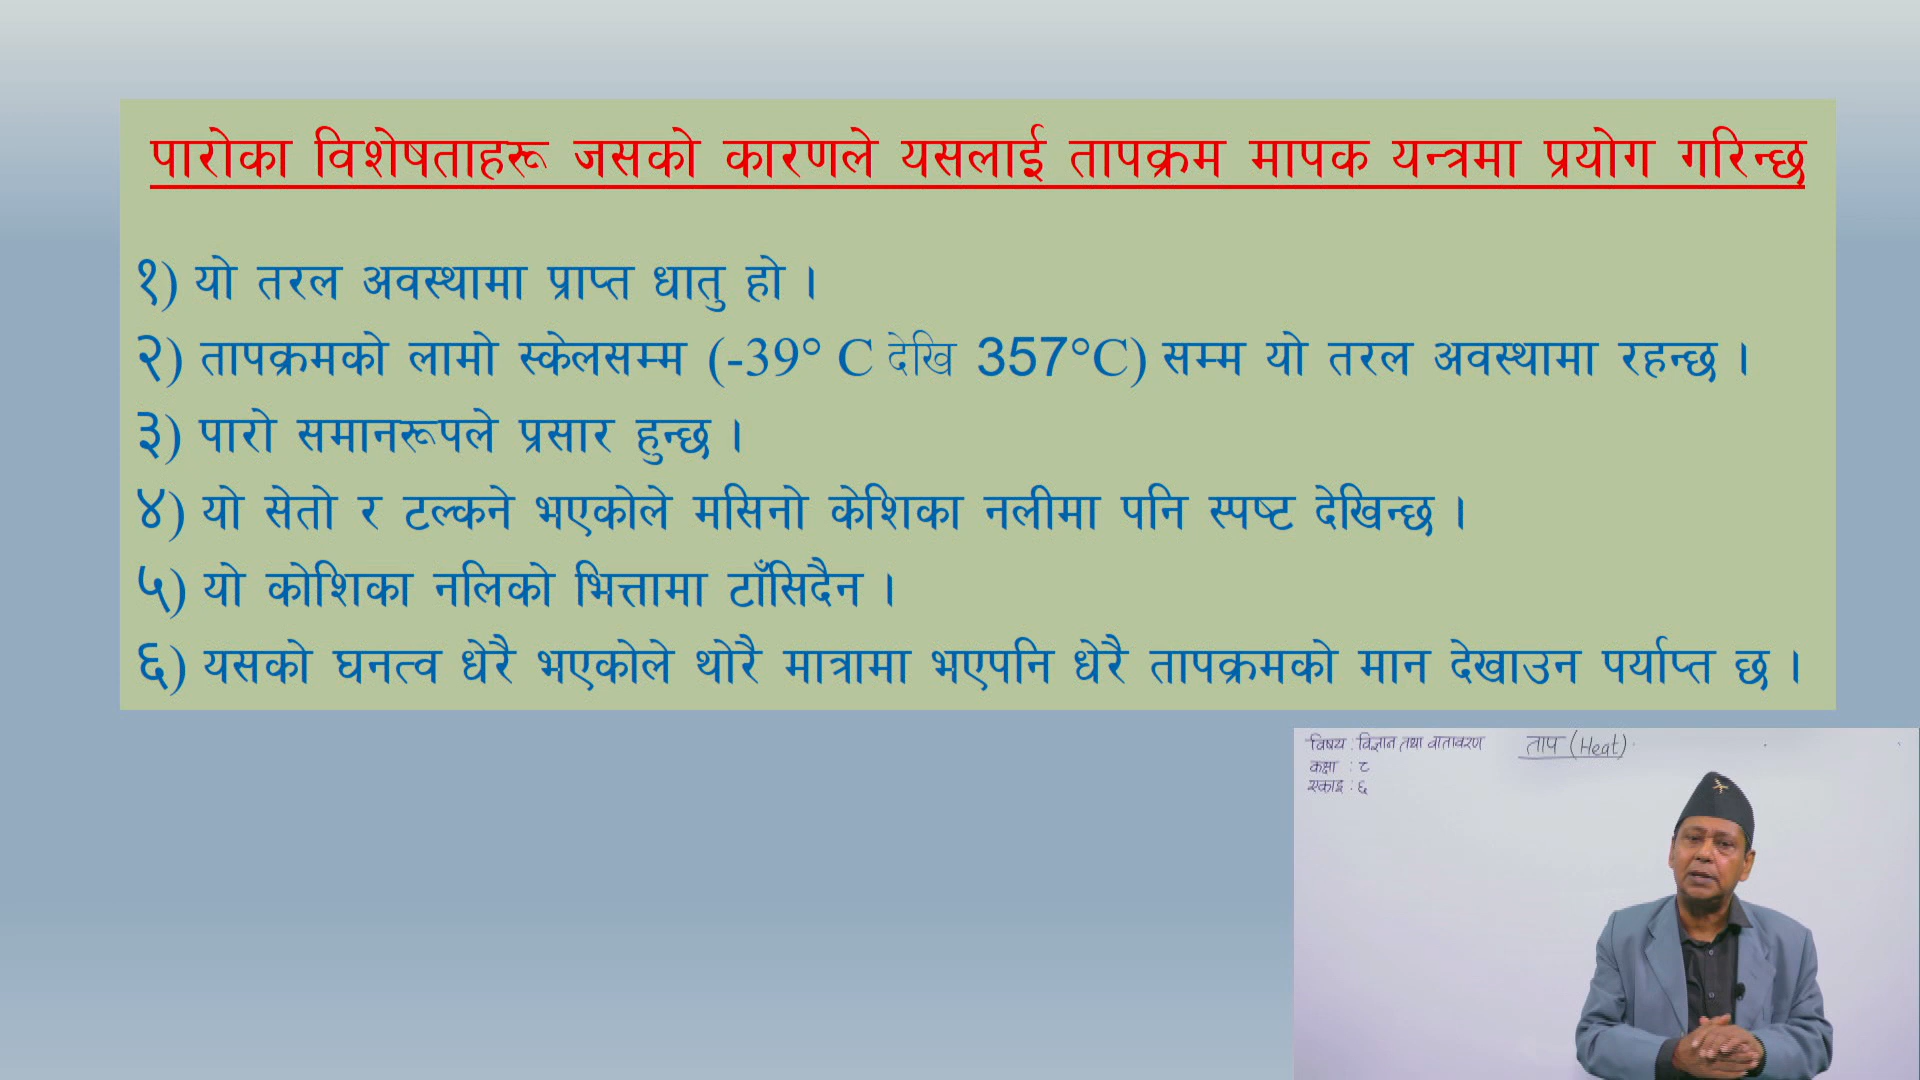 पारोका विशेषताहरू जसको कारणले यसलाई तापक्रम मापक यन्त्रमा प्रयोग गरिन्छ
१) यो तरल अवस्थामा प्राप्त धातु हो ।
२) तापक्रमको लामो स्केलसम्म (-39° C देखि 357°C) सम्म यो तरल अवस्थामा रहन्छ ।
३) पारो समानरूपले प्रसार हुन्छ ।
४) यो सेतो र टल्कने भएकोले मसिनो केशिका नलीमा पनि स्पष्ट देखिन्छ ।
५) यो कोशिका नलिको भित्तामा टाँसिदैन ।
६) यसको घनत्व धेरै भएकोले थोरै मात्रामा भएपनि धेरै तापक्रमको मान देखाउन पर्याप्त छ ।
विषय : विज्ञान तथा वातावरण
ताप (Heat)
कक्षा : ८
एकाइ : ६